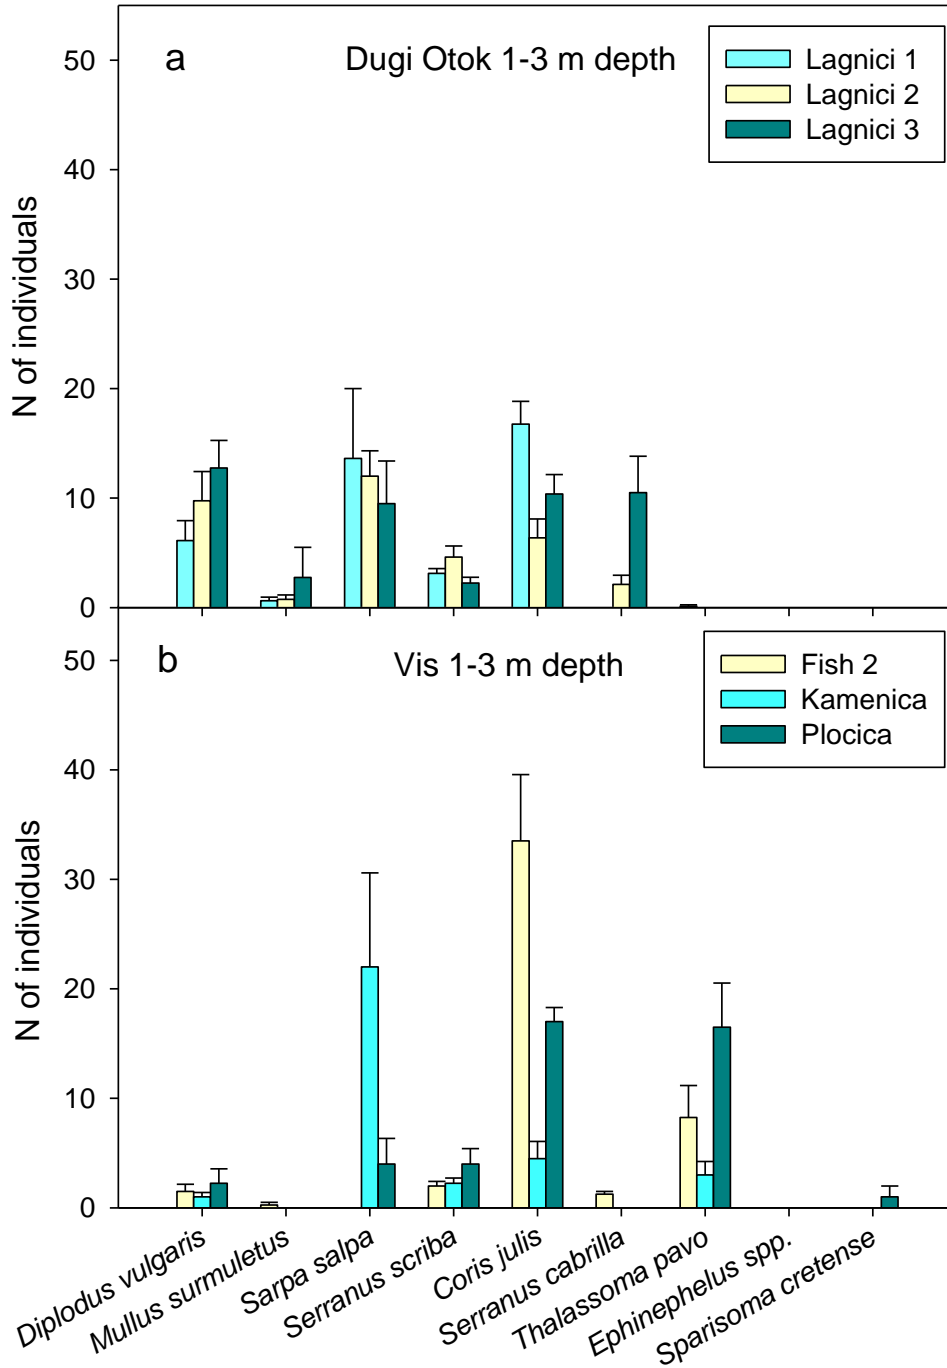 a
Dugi Otok 1-3 m depth
Lagnici 1
Lagnici 2
Lagnici 3
N of individuals
50
40
30
20
10
0
b
Vis 1-3 m depth
Fish 2
Kamenica
Plocica
N of individuals
50
40
30
20
10
0
Diplodus vulgaris
Mullus surmuletus
Sarpa salpa
Serranus scriba
Coris julis
Serranus cabrilla
Thalassoma pavo
Ephinephelus spp.
Sparisoma cretense